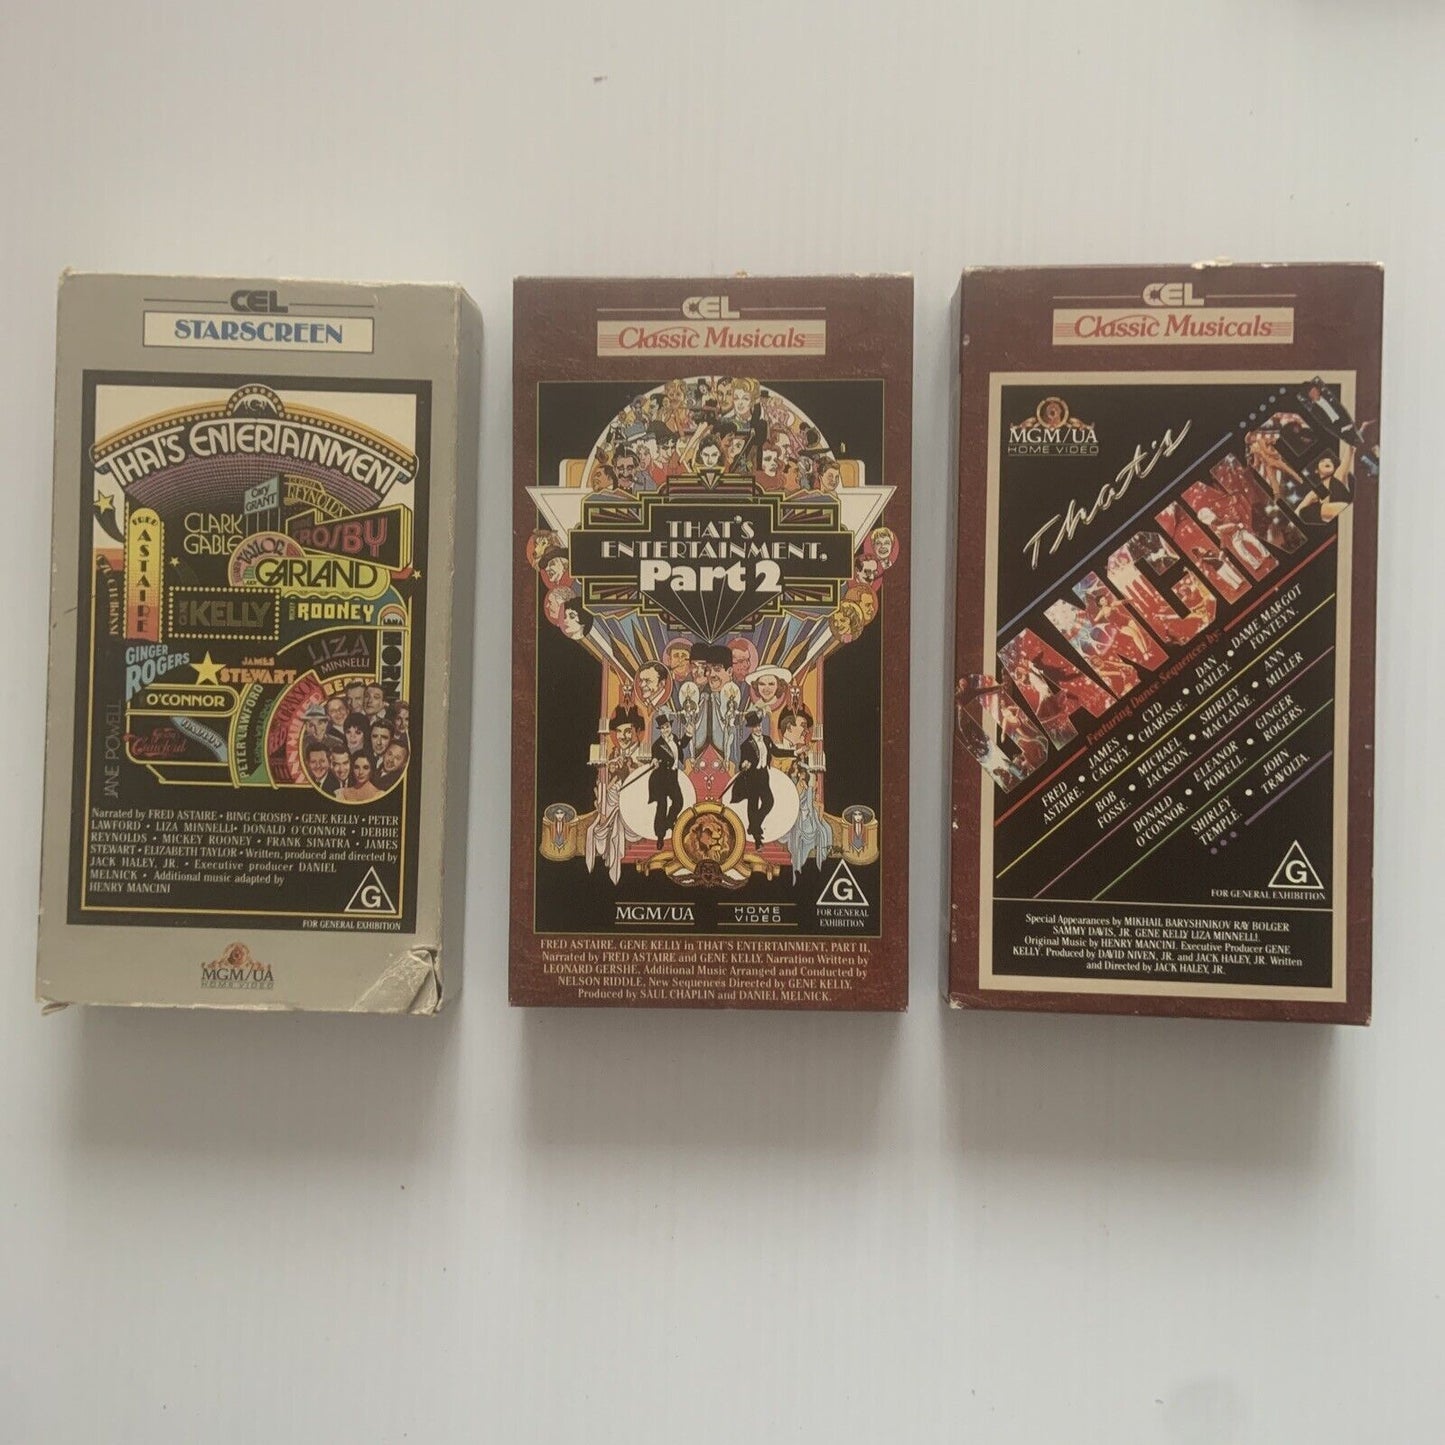 CEL
STARSCREEN
THAT'S ENTERTAINMENT
Cary
GRANT
REYNOLDS
CLARK
GABLE
CROSBY
TAYLOR
GARLAND
FRED
ASTAIRE
GENE
KELLY
MICKEY
ROONEY
LIZA
MINNELLI
GINGER
ROGERS
JAMES
STEWART
O'CONNOR
PETER LAWFORD
JANE POWELL
Narrated by FRED ASTAIRE • BING CROSBY • GENE KELLY • PETER
LAWFORD • LIZA MINNELLI • DONALD O'CONNOR • DEBBIE
REYNOLDS • MICKEY ROONEY • FRANK SINATRA • JAMES
STEWART • ELIZABETH TAYLOR • Written, produced and directed by
JACK HALEY, JR. • Executive producer DANIEL
MELNICK • Additional music adapted by
HENRY MANCINI
G
FOR GENERAL EXHIBITION
MGM/UA
HOME VIDEO
CEL
Classic Musicals
THAT'S
ENTERTAINMENT,
Part 2
MGM/UA
HOME
VIDEO
G
FOR GENERAL
EXHIBITION
FRED ASTAIRE, GENE KELLY in THAT'S ENTERTAINMENT, PART II,
Narrated by FRED ASTAIRE and GENE KELLY, Narration Written by
LEONARD GERSHE, Additional Music Arranged and Conducted by
NELSON RIDDLE, New Sequences Directed by GENE KELLY,
Produced by SAUL CHAPLIN and DANIEL MELNICK.
CEL
Classic Musicals
MGM/UA
HOME VIDEO
That's
DANCING!
Featuring Dance Sequences by:
FRED
ASTAIRE. • JAMES
CAGNEY • CYD
CHARISSE. • DAN
DAILEY. • DAME MARGOT
FONTEYN.
BOB
FOSSE. • MICHAEL
JACKSON. • SHIRLEY
MACLAINE. • ANN
MILLER
DONALD
O'CONNOR. • ELEANOR
POWELL. • GINGER
ROGERS.
SHIRLEY
TEMPLE. • JOHN
TRAVOLTA.
G
FOR GENERAL EXHIBITION
Special Appearances by MIKHAIL BARYSHNIKOV RAY BOLGER
SAMMY DAVIS, JR. GENE KELLY LIZA MINNELLI.
Original Music by HENRY MANCINI. Executive Producer GENE
KELLY. Produced by DAVID NIVEN, JR. and JACK HALEY, JR. Written
and Directed by JACK HALEY, JR.